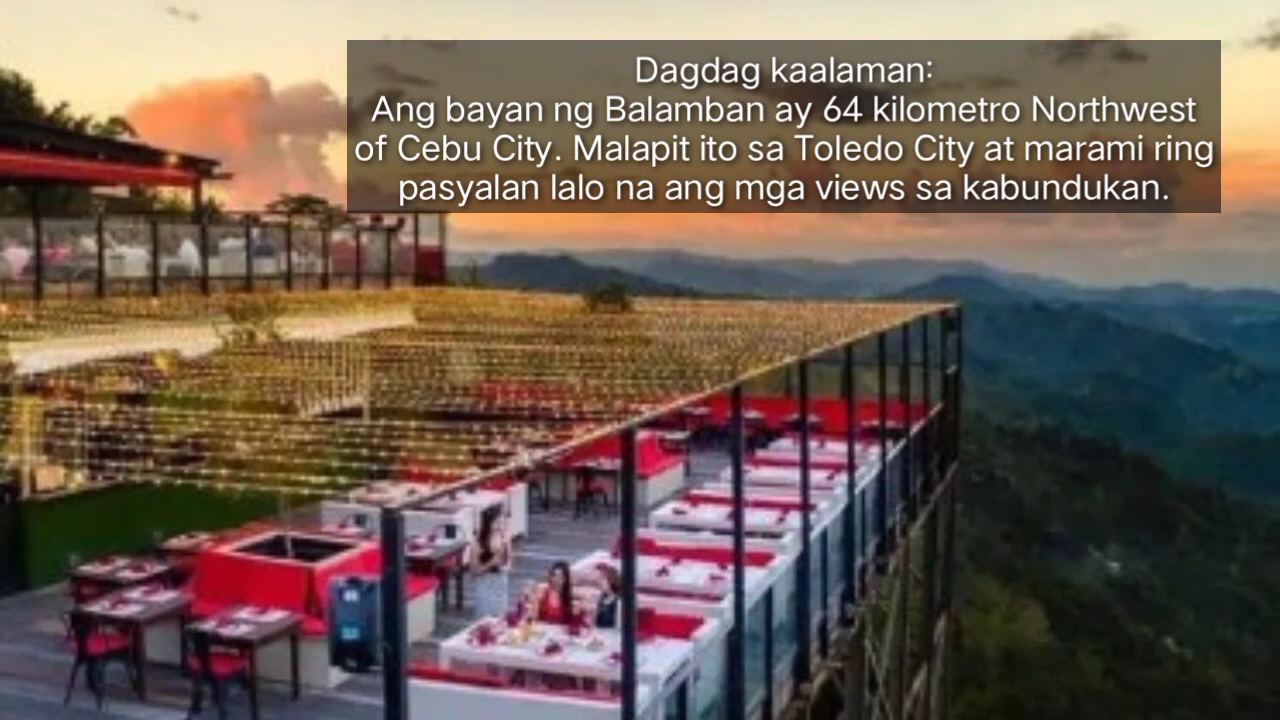 Dagdag kaalaman:
Ang bayan ng Balamban ay 64 kilometro Northwest
of Cebu City. Malapit ito sa Toledo City at marami ring
pasyalan lalo na ang mga views sa kabundukan.